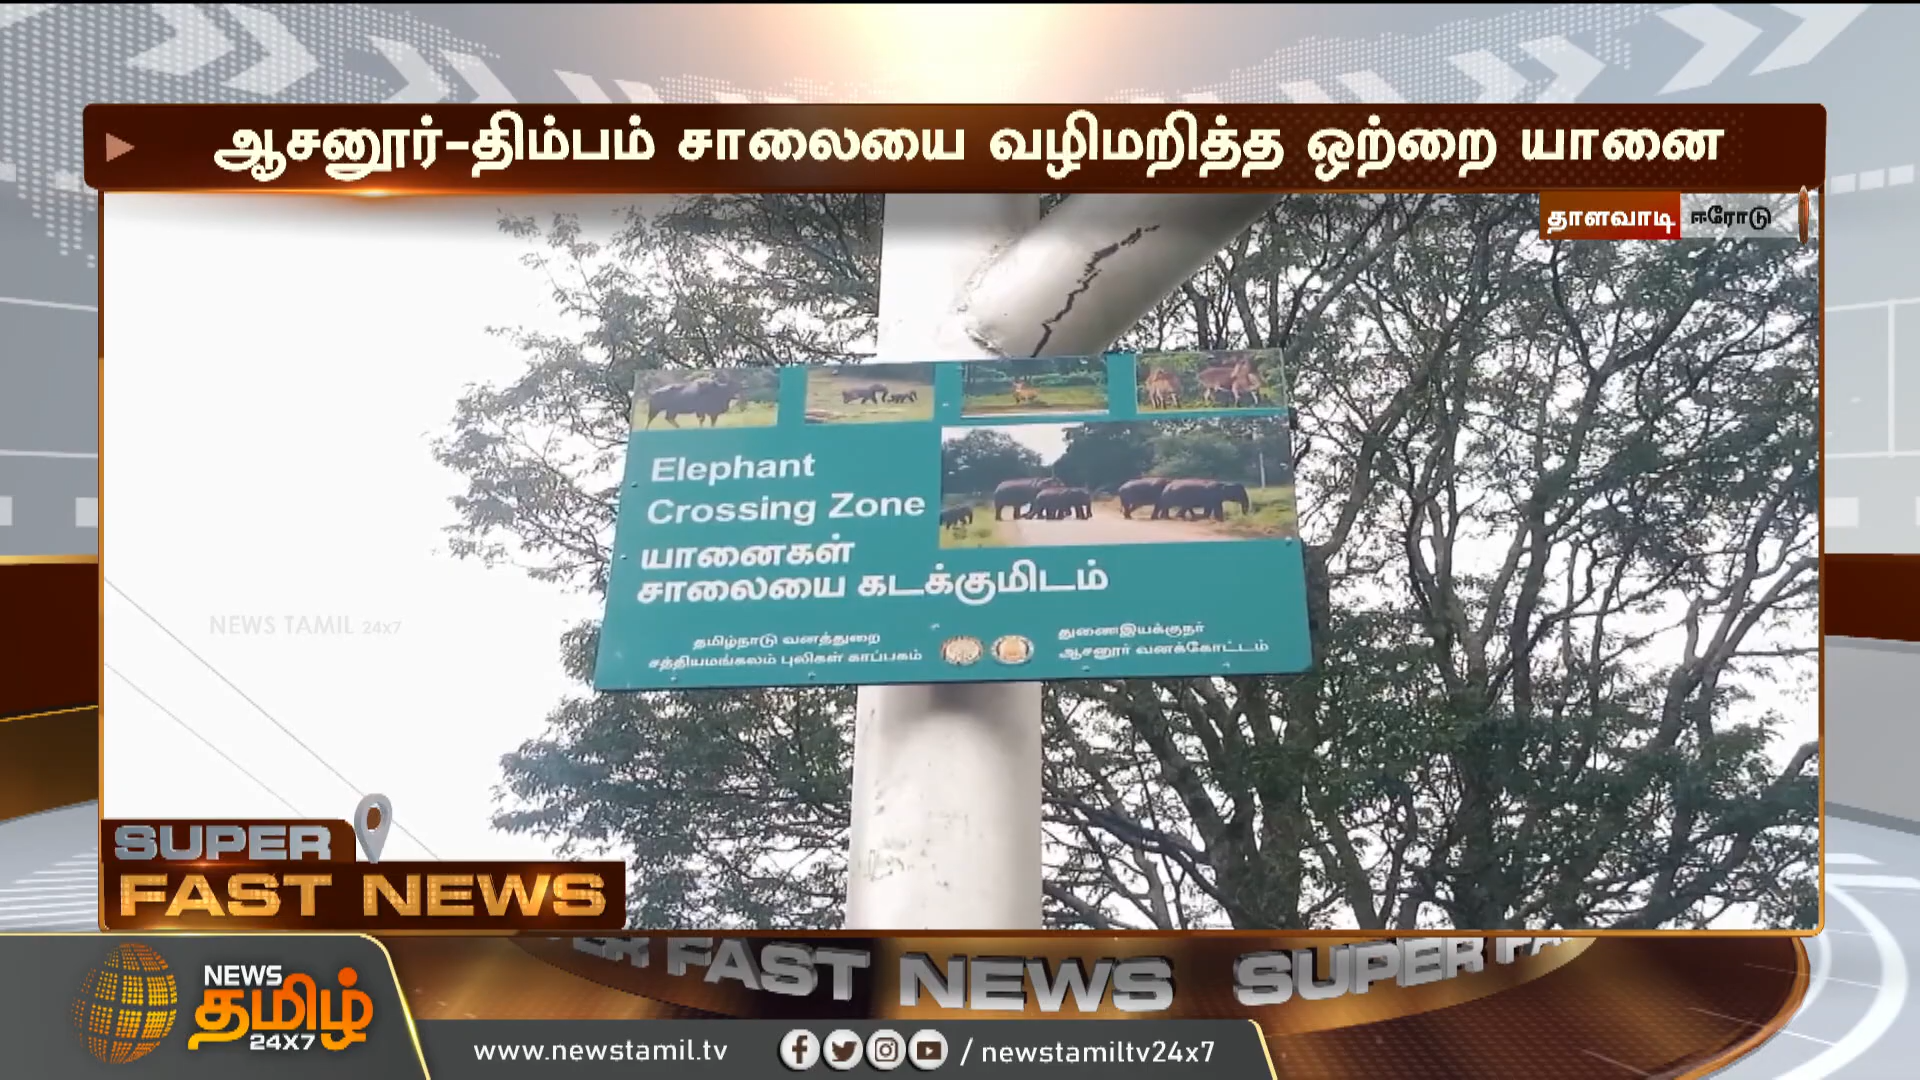 ஆசனூர்-திம்பம் சாலையை வழிமறித்த ஒற்றை யானை
தாளவாடி ஈரோடு
Elephant
Crossing Zone
யானைகள்
சாலையை கடக்குமிடம்
தமிழ்நாடு வனத்துறை
சத்தியமங்கலம் புலிகள் காப்பகம்
துணைஇயக்குநர்
ஆசனூர் வனக்கோட்டம்
NEWS TAMIL 24x7
SUPER
FAST NEWS
FAST NEWS SUPER
NEWS
தமிழ்
24X7
www.newstamil.tv
/ newstamiltv24x7